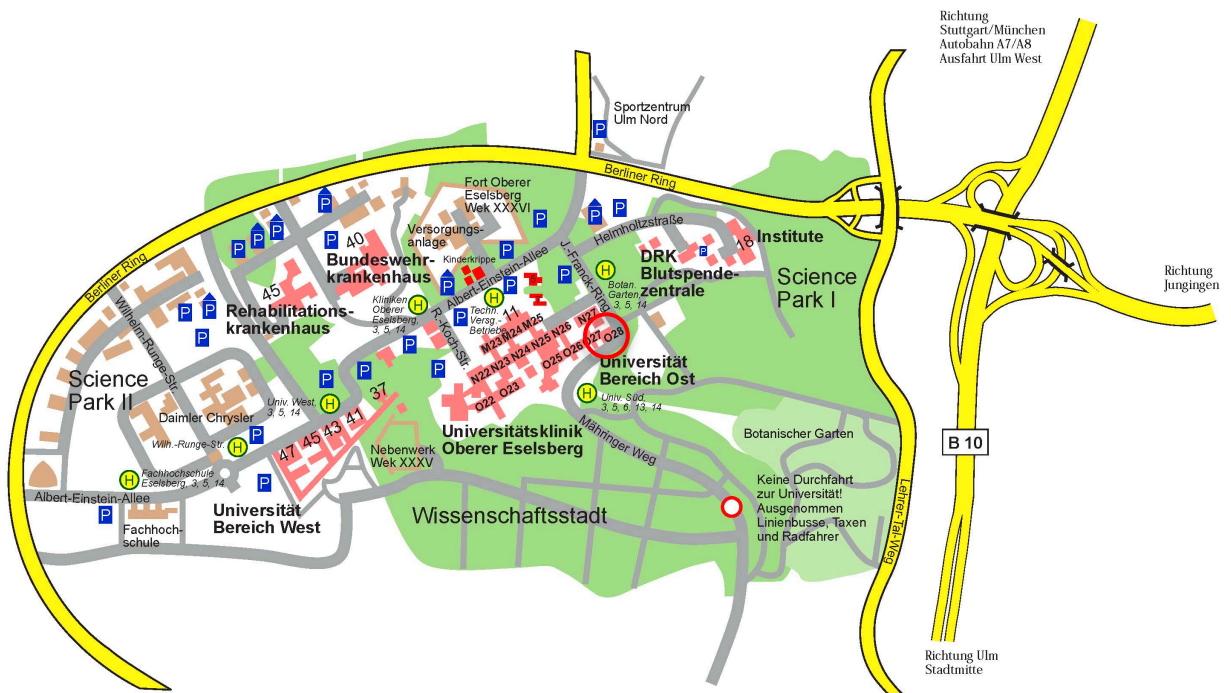 Richtung
Stuttgart/München
Autobahn A7/A8
Ausfahrt Ulm West
Sportzentrum
Ulm Nord
P
Berliner Ring
Fort Oberer
Eselsberg
Wek XXXVI
Versorgungs-
anlage
Kinderkrippe
Albert-Einstein-Allee
J.-Franck-Ring
Helmholtzstraße
18
Institute
DRK
Blutspende-
zentrale
Science
Park I
Richtung
Jungingen
40
Bundeswehr-
krankenhaus
45
Rehabilitations-
krankenhaus
Berliner Ring
Wilhelm-Runge-Str.
H
Kliniken
Oberer
Eselsberg,
3, 5, 14
H
Techn.
Versg.-
Betriebe
H
Botan.
Garten,
3, 5, 14
R.-Koch-Str.
11
M23 M24 M25
N22 N23 N24 N25 N26 N27
O22 O23 O25 O26 O27 O28
Universität
Bereich Ost
H
Univ. Süd,
3, 5, 6, 13, 14
Science
Park II
Daimler Chrysler
H
Univ. West,
3, 5, 14
37
47 45 43 41
H
Wilh.-Runge-Str.
H
Fachhochschule
Eselsberg, 3, 5, 14
Albert-Einstein-Allee
Fachhoch-
schule
Universität
Bereich West
Nebenwerk
Wek XXXV
Universitätsklinik
Oberer Eselsberg
Wissenschaftsstadt
Mähringer Weg
Botanischer Garten
Keine Durchfahrt
zur Universität!
Ausgenommen
Linienbusse, Taxen
und Radfahrer
Lehrer-Tal-Weg
B 10
Richtung Ulm
Stadtmitte